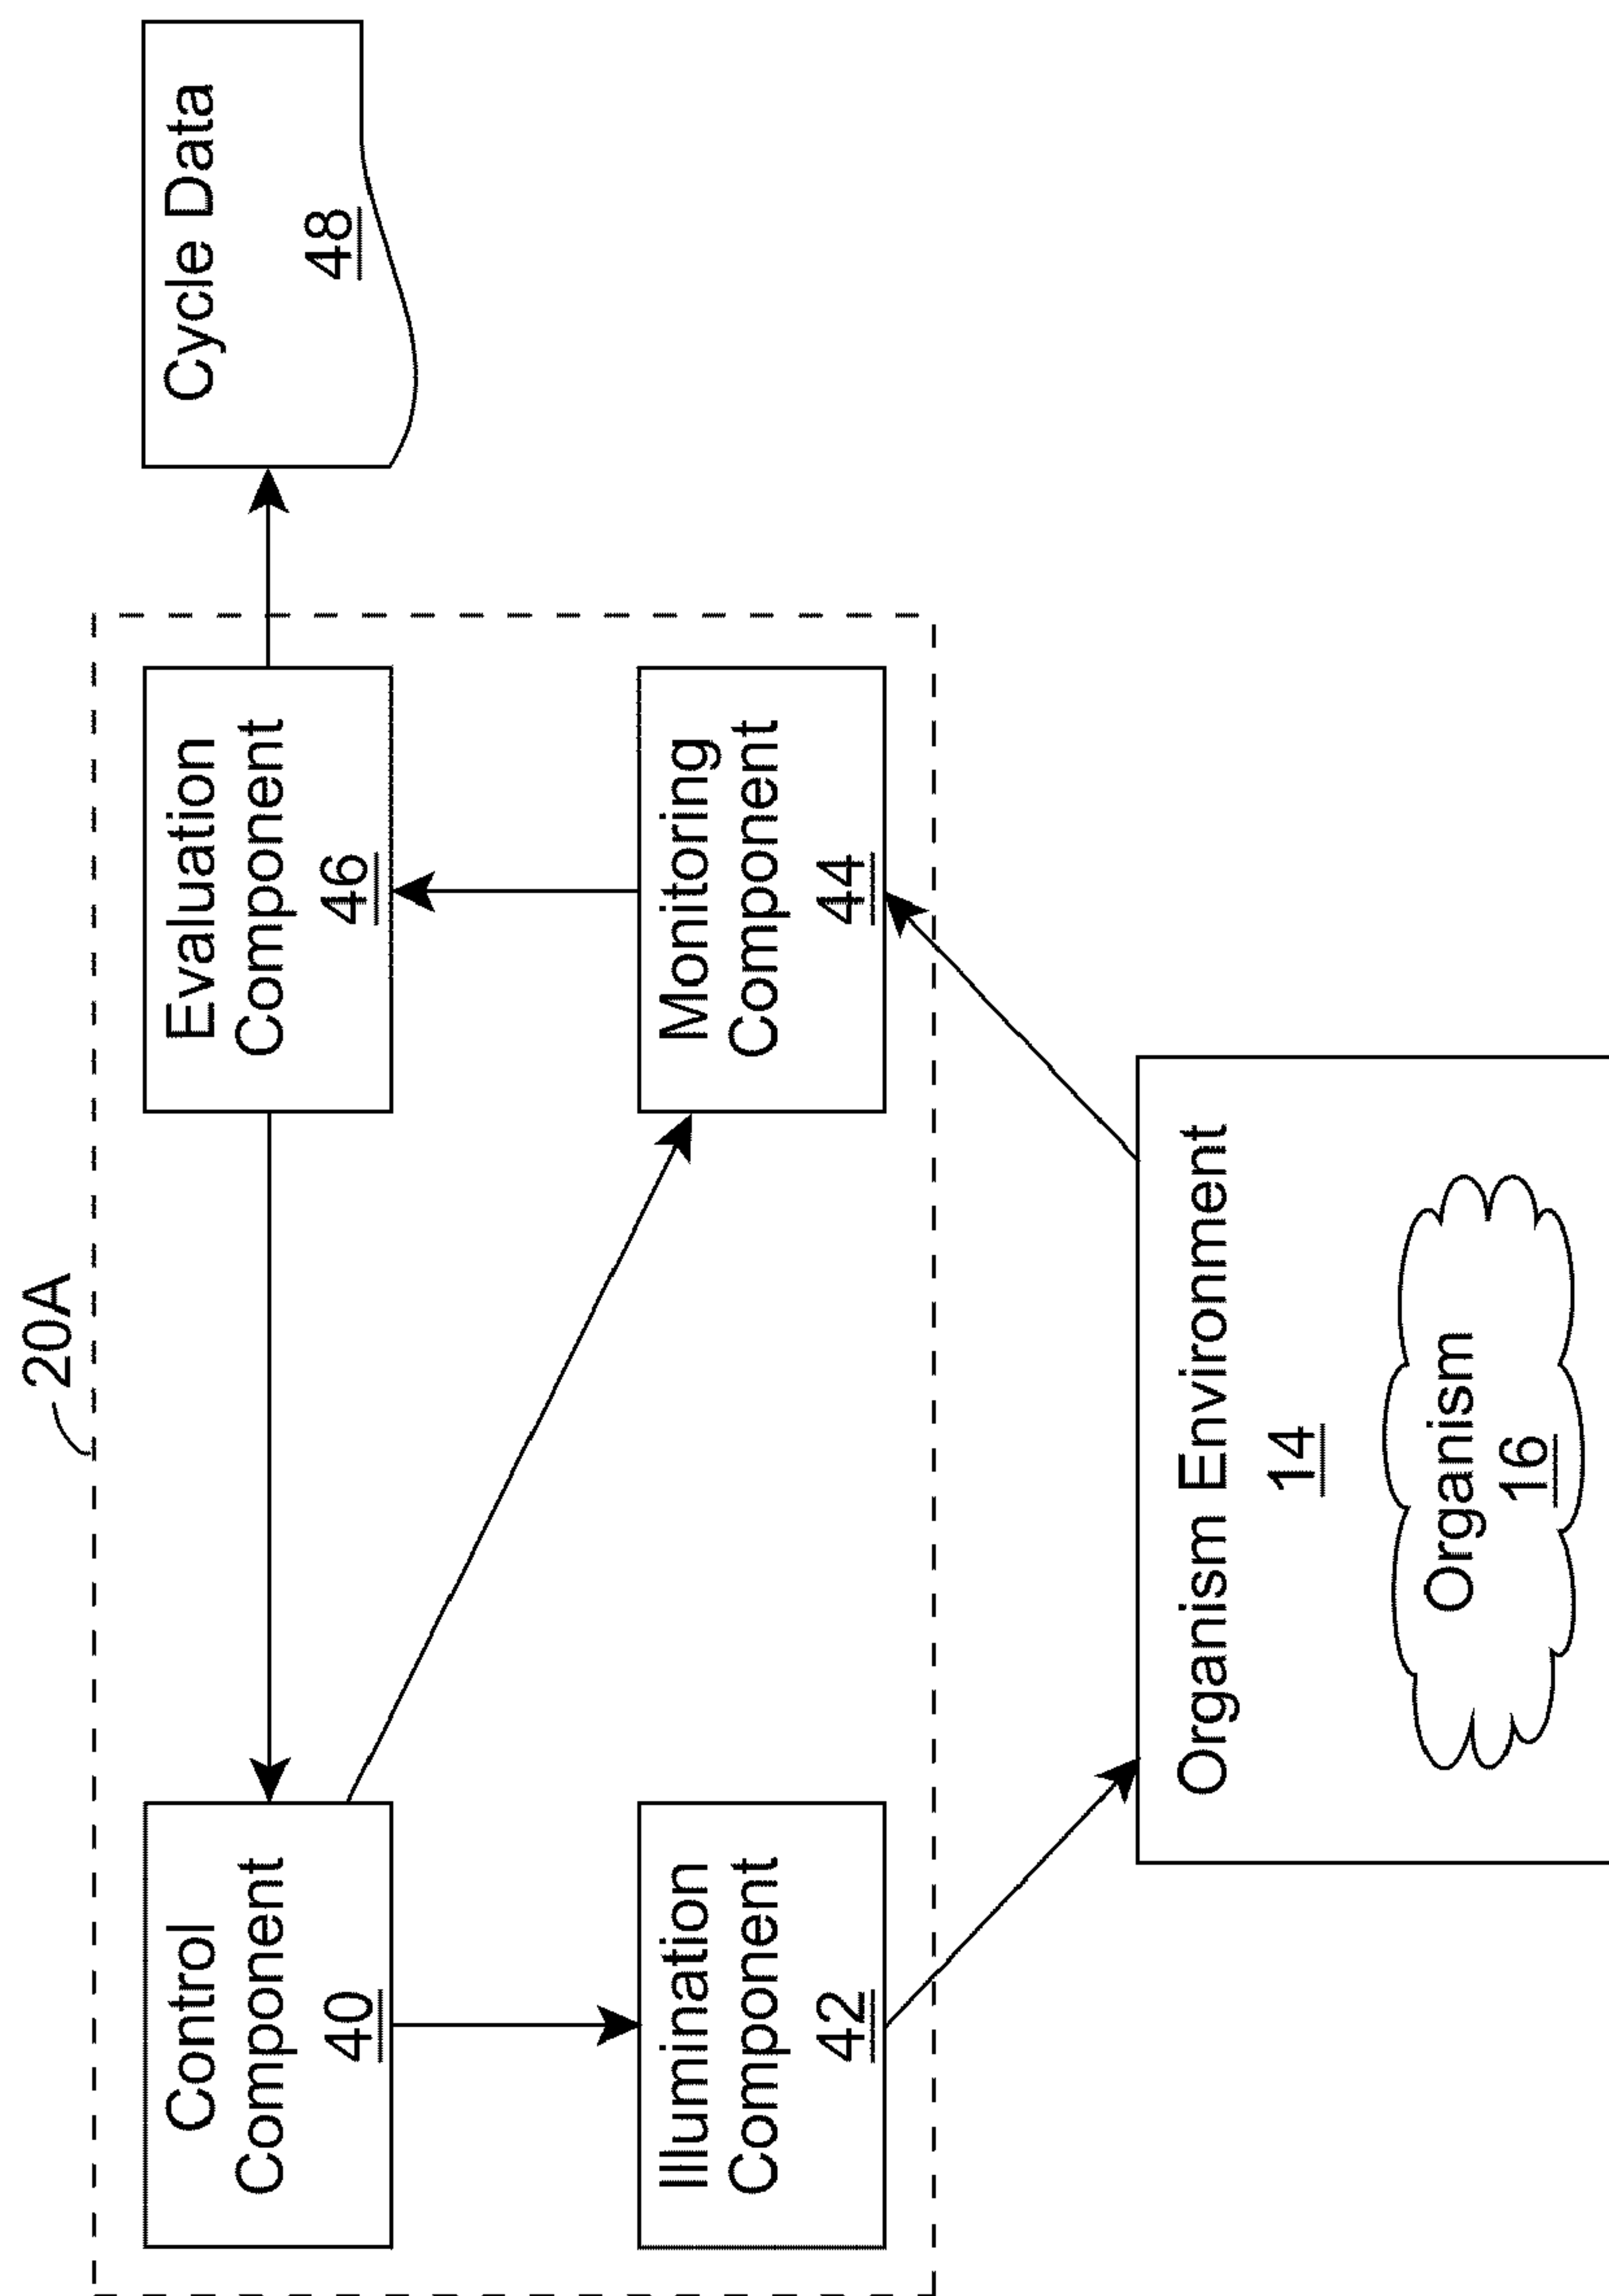 20A
Control
Component
40
Evaluation
Component
46
Cycle Data
48
Illumination
Component
42
Monitoring
Component
44
Organism Environment
14
Organism
16